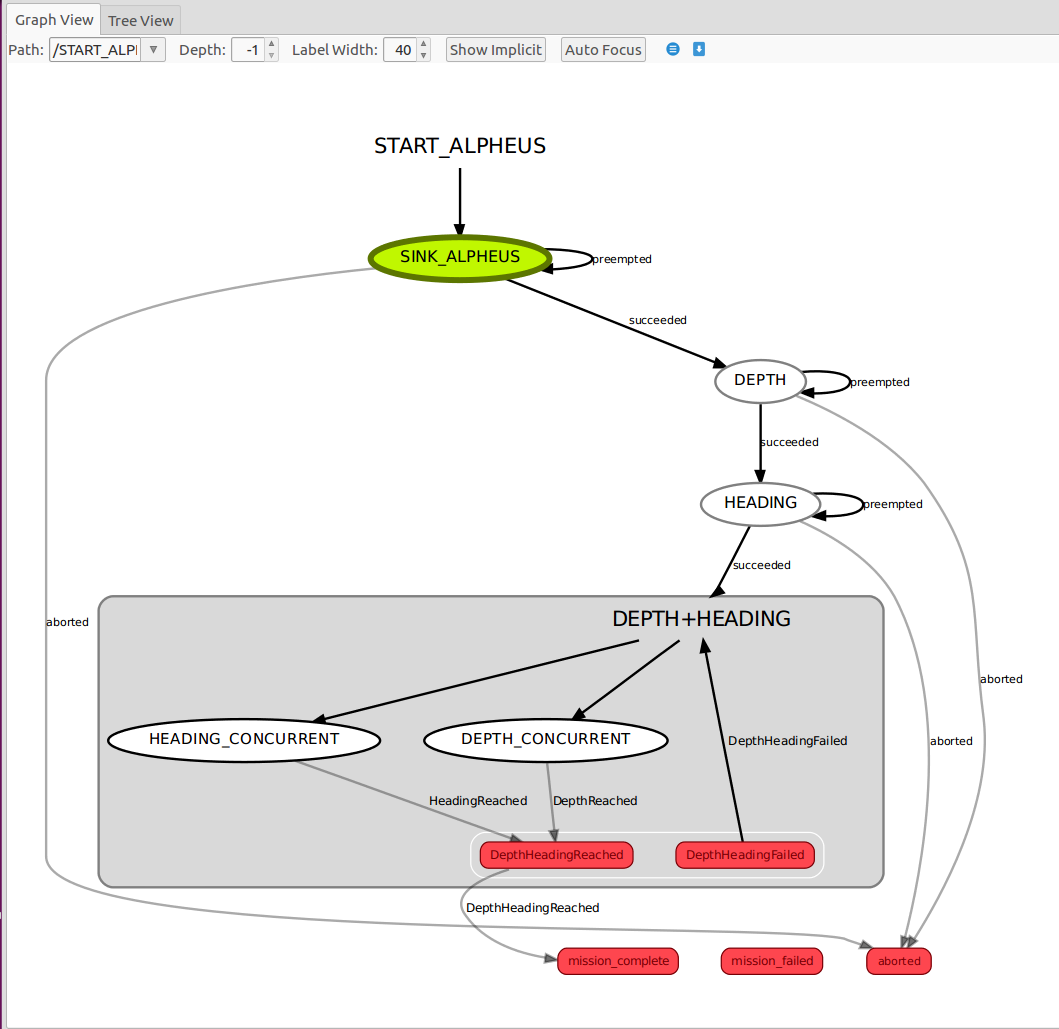 Graph View Tree View
Path: /START_ALPI Depth: -1 Label Width: 40 Show Implicit Auto Focus
START_ALPHEUS
SINK_ALPHEUS
preempted
succeeded
DEPTH
preempted
succeeded
HEADING
preempted
succeeded
aborted
DEPTH+HEADING
aborted
HEADING_CONCURRENT
DEPTH_CONCURRENT
DepthHeadingFailed
aborted
HeadingReached
DepthReached
DepthHeadingReached
DepthHeadingFailed
DepthHeadingReached
mission_complete
mission_failed
aborted